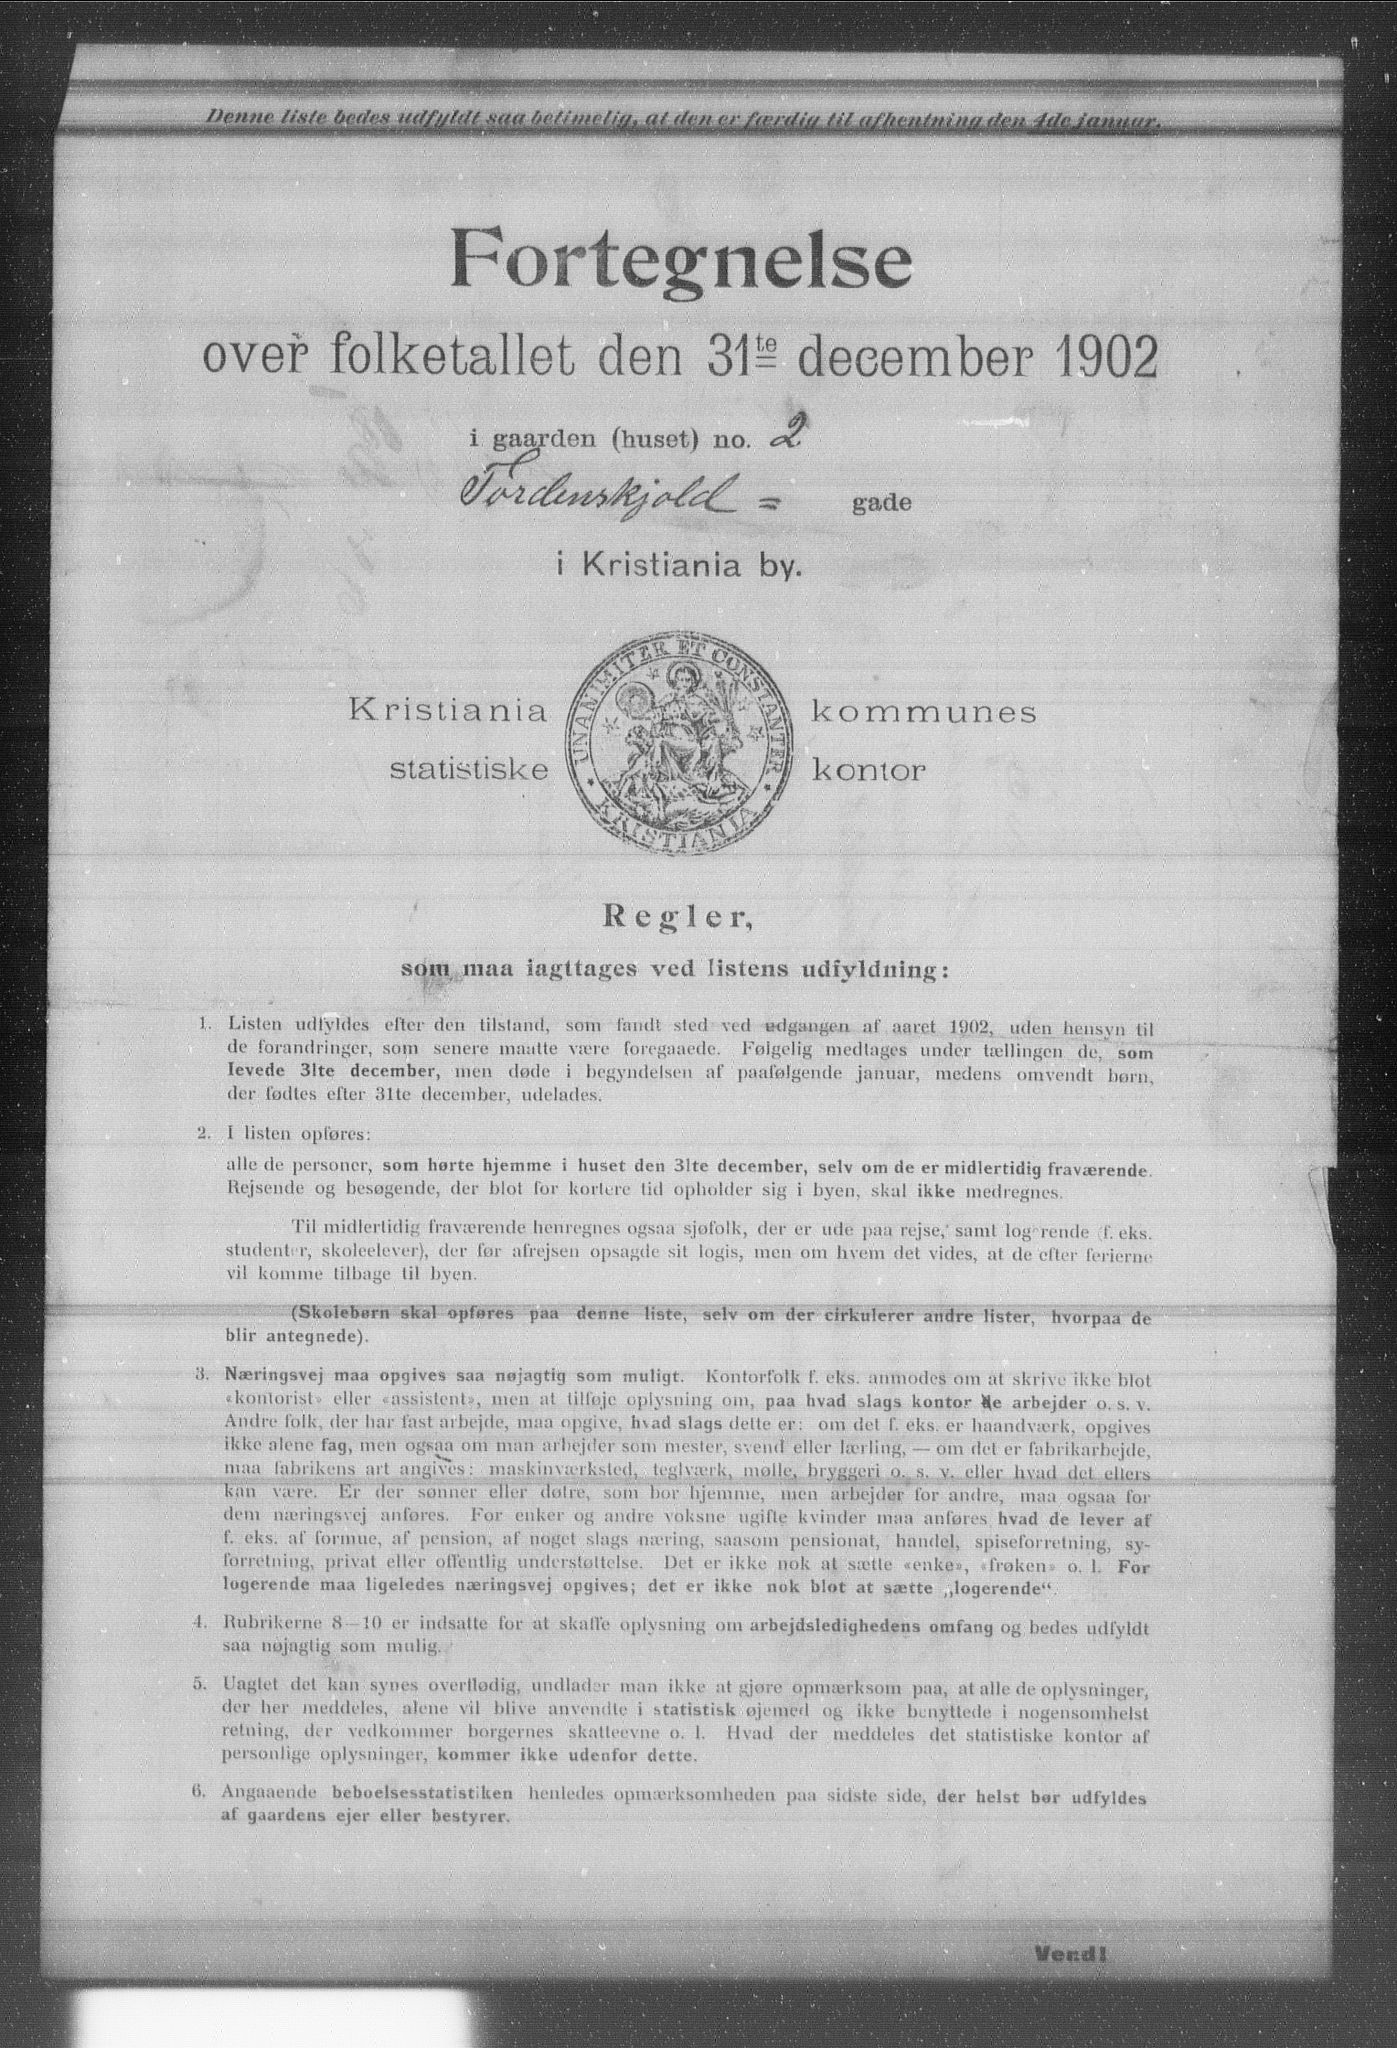 Denne liste bedes udfyldt saa betimelig, at den er færdig til afhentning den 4de januar.
Fortegnelse
over folketallet den 31te december 1902
i gaarden (huset) no. 2
Tordenskjold = gade
i Kristiania by.
UNANIMITER ET CONSTANTER
Kristiania kommunes
statistiske kontor
KRISTIANIA
Regler,
som maa iagttages ved listens udfyldning:
1. Listen udfyldes efter den tilstand, som fandt sted ved udgangen af aaret 1902, uden hensyn til
de forandringer, som senere maatte være foregaaede. Følgelig medtages under tællingen de, som
levede 31te december, men døde i begyndelsen af paafølgende januar, medens omvendt børn,
der fødtes efter 31te december, udelades.
2. I listen opføres:
alle de personer, som hørte hjemme i huset den 31te december, selv om de er midlertidig fraværende.
Rejsende og besøgende, der blot for kortere tid opholder sig i byen, skal ikke medregnes.
Til midlertidig fraværende henregnes ogsaa sjøfolk, der er ude paa rejse, samt logerende (f. eks.
studenter, skoleelever), der før afrejsen opsagde sit logis, men om hvem det vides, at de efter ferierne
vil komme tilbage til byen.
(Skolebørn skal opføres paa denne liste, selv om der cirkulerer andre lister, hvorpaa de
blir antegnede).
3. Næringsvej maa opgives saa nøjagtig som muligt. Kontorfolk f. eks. anmodes om at skrive ikke blot
«kontorist» eller «assistent», men at tilføje oplysning om, paa hvad slags kontor de arbejder o. s. v.
Andre folk, der har fast arbejde, maa opgive, hvad slags dette er: om det f. eks. er haandværk, opgives
ikke alene fag, men ogsaa om man arbejder som mester, svend eller lærling, — om det er fabrikarbejde,
maa fabrikens art angives: maskinværksted, teglværk, mølle, bryggeri o. s. v. eller hvad det ellers
kan være. Er der sønner eller døtre, som bor hjemme, men arbejder for andre, maa ogsaa for
dem næringsvej anføres. For enker og andre voksne ugifte kvinder maa anføres hvad de lever af
f. eks. af formue, af pension, af noget slags næring, saasom pensionat, handel, spiseforretning, sy-
forretning, privat eller offentlig understøttelse. Det er ikke nok at sætte «enke», «frøken» o. l. For
logerende maa ligeledes næringsvej opgives; det er ikke nok blot at sætte „logerende“.
4. Rubrikerne 8—10 er indsatte for at skaffe oplysning om arbejdsledighedens omfang og bedes udfyldt
saa nøjagtig som mulig.
5. Uagtet det kan synes overflødig, undlader man ikke at gjøre opmærksom paa, at alle de oplysninger,
der her meddeles, alene vil blive anvendte i statistisk øjemed og ikke benyttede i nogensomhelst
retning, der vedkommer borgernes skatteevne o. l. Hvad der meddeles det statistiske kontor af
personlige oplysninger, kommer ikke udenfor dette.
6. Angaaende beboelsesstatistiken henledes opmærksomheden paa sidste side, der helst bør udfyldes
af gaardens ejer eller bestyrer.
Vend!